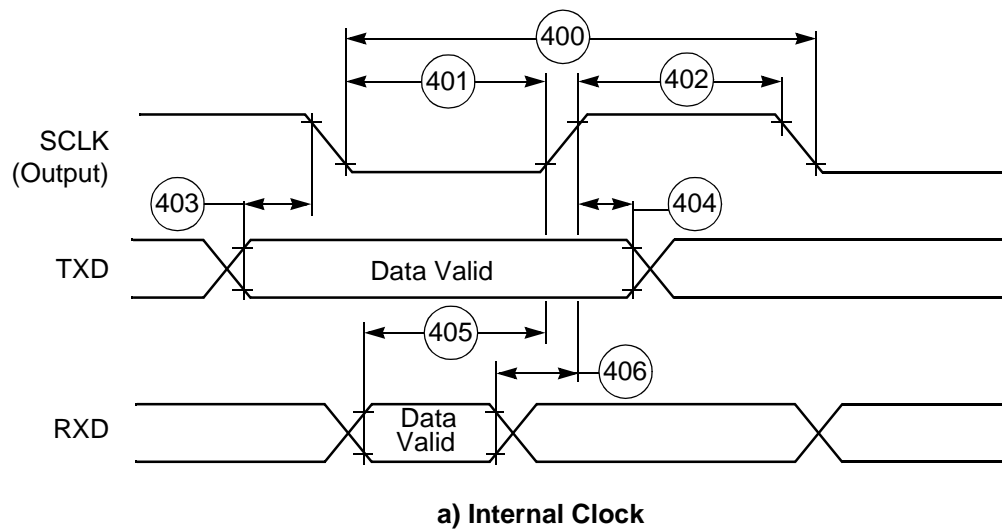 400
401
402
SCLK
(Output)
403
404
TXD
Data Valid
405
406
RXD
Data
Valid
a) Internal Clock